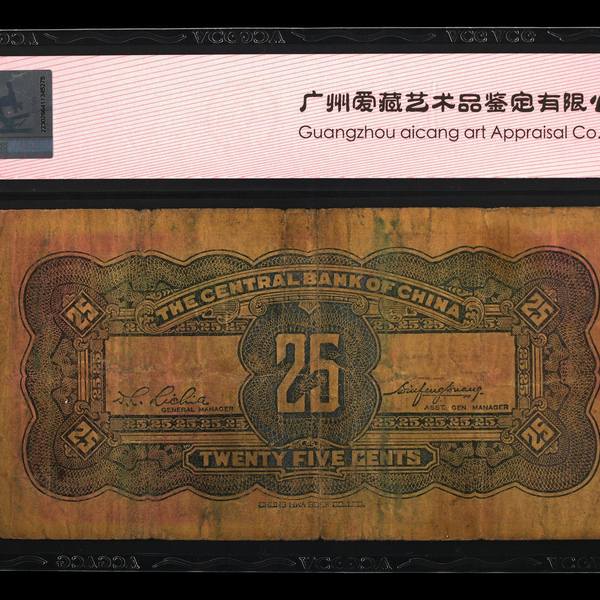 广州爱藏艺术品鉴定有限
Guangzhou aicang art Appraisal Co.
THE CENTRAL BANK OF CHINA
25
25
25
GENERAL MANAGER
ASST. GEN. MANAGER
25
25
TWENTY FIVE CENTS